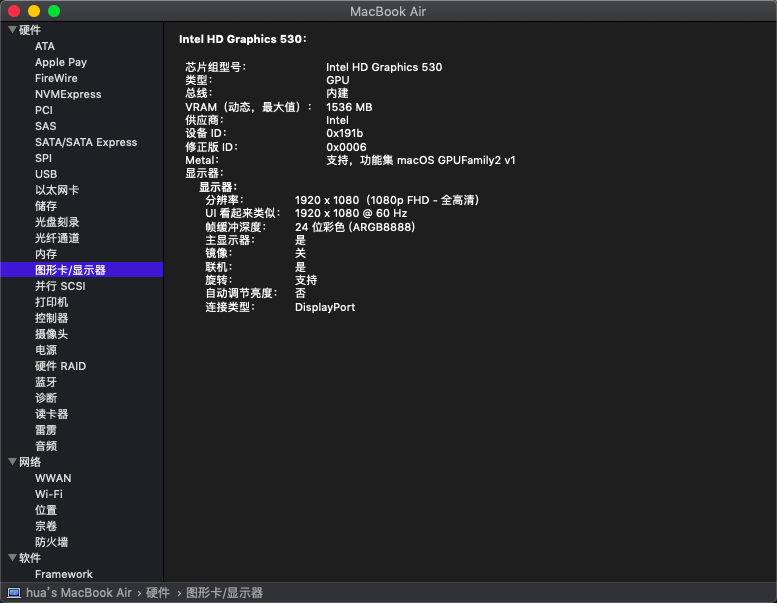 MacBook Air
硬件
ATA
Apple Pay
FireWire
NVMExpress
PCI
SAS
SATA/SATA Express
SPI
USB
以太网卡
储存
光盘刻录
光纤通道
内存
图形卡/显示器
并行 SCSI
打印机
控制器
摄像头
电源
硬件 RAID
蓝牙
诊断
读卡器
雷雳
音频
网络
WWAN
Wi-Fi
位置
宗卷
防火墙
软件
Framework
Intel HD Graphics 530：
芯片组型号： Intel HD Graphics 530
类型： GPU
总线： 内建
VRAM（动态，最大值）： 1536 MB
供应商： Intel
设备 ID： 0x191b
修正版 ID： 0x0006
Metal： 支持，功能集 macOS GPUFamily2 v1
显示器：
显示器：
分辨率： 1920 x 1080（1080p FHD - 全高清）
UI 看起来类似： 1920 x 1080 @ 60 Hz
帧缓冲深度： 24 位彩色 (ARGB8888)
主显示器： 是
镜像： 关
联机： 是
旋转： 支持
自动调节亮度： 否
连接类型： DisplayPort
hua's MacBook Air › 硬件 › 图形卡/显示器